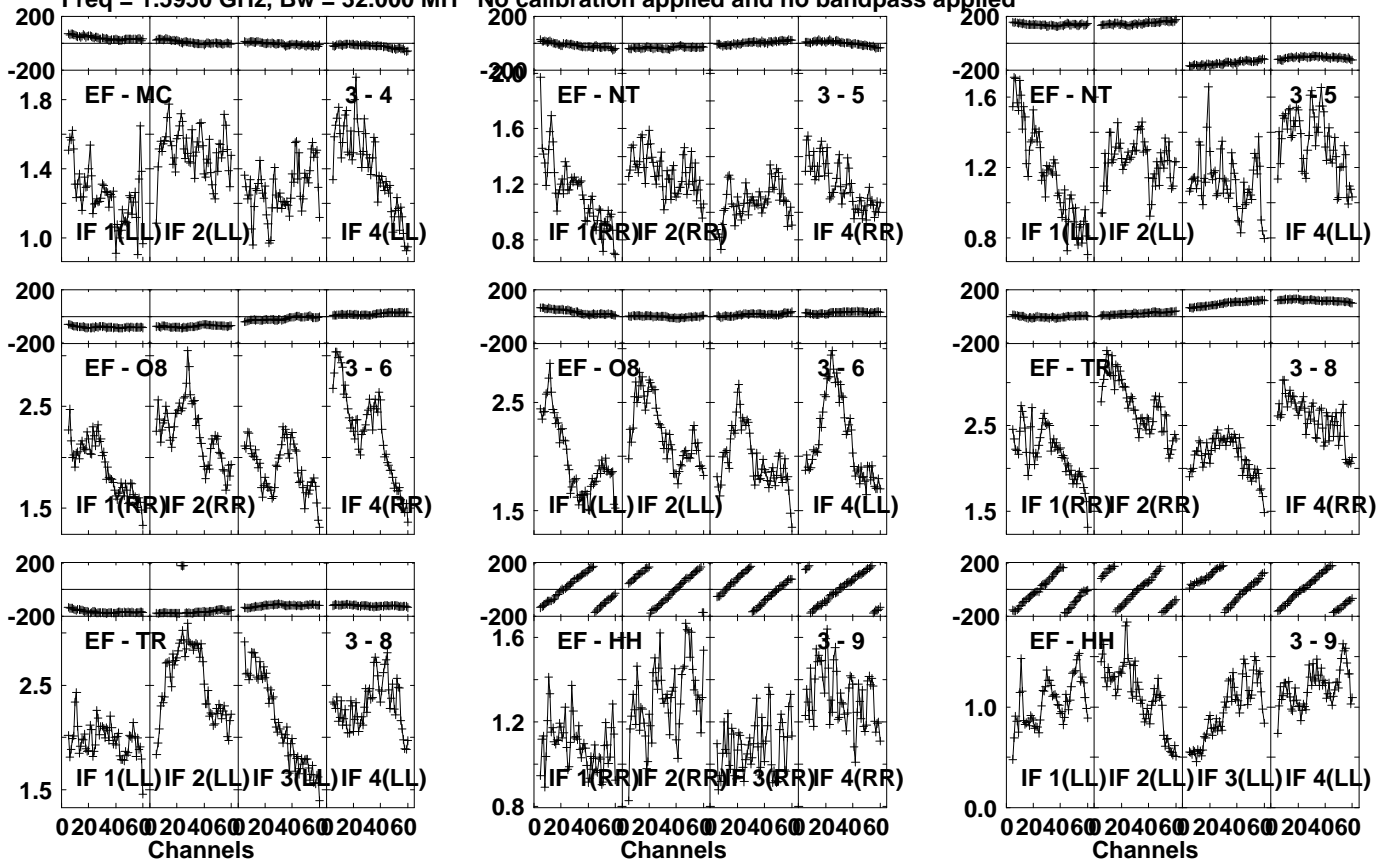 Freq = 1.5950 GHz, Bw = 32.000 MH No calibration applied and no bandpass applied
200
-200
1.8
1.4
1.0
EF - MC 3 - 4
IF 1(LL) IF 2(LL) IF 4(LL)
200
-200
2.0
1.6
1.2
0.8
EF - NT 3 - 5
IF 1(RR) IF 2(RR) IF 4(RR)
200
-200
1.6
1.2
0.8
EF - NT 3 - 5
IF 1(LL) IF 2(LL) IF 4(LL)
200
-200
2.5
1.5
EF - O8 3 - 6
IF 1(RR) IF 2(RR) IF 4(RR)
200
-200
2.5
1.5
EF - O8 3 - 6
IF 1(LL) IF 2(LL) IF 4(LL)
200
-200
2.5
1.5
EF - TR 3 - 8
IF 1(RR) IF 2(RR) IF 4(RR)
200
-200
2.5
1.5
EF - TR 3 - 8
IF 1(LL) IF 2(LL) IF 3(LL) IF 4(LL)
0 20 40 60 0 20 40 60 0 20 40 60 0 20 40 60
Channels
200
-200
1.6
1.2
0.8
EF - HH 3 - 9
IF 1(RR) IF 2(RR) IF 3(RR) IF 4(RR)
0 20 40 60 0 20 40 60 0 20 40 60 0 20 40 60
Channels
200
-200
2.0
1.0
0.0
EF - HH 3 - 9
IF 1(LL) IF 2(LL) IF 3(LL) IF 4(LL)
0 20 40 60 0 20 40 60 0 20 40 60 0 20 40 60
Channels